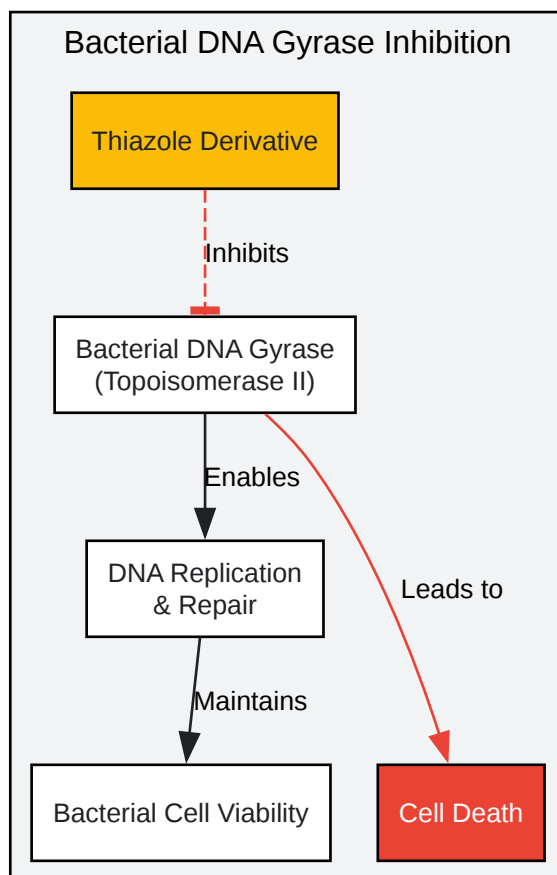 Bacterial DNA Gyrase Inhibition
Thiazole Derivative
Inhibits
Bacterial DNA Gyrase
(Topoisomerase II)
Enables
DNA Replication
& Repair
Leads to
Maintains
Bacterial Cell Viability
Cell Death